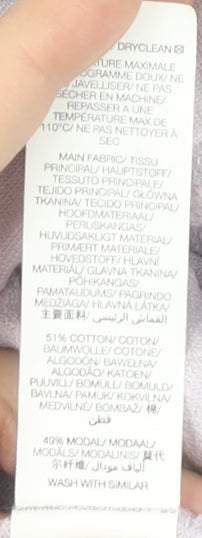 DRYCLEAN
TURE MAXIMALE
OGRAMME DOUX/ NE
JAVELLISER/ NE PAS
SÉCHER EN MACHINE/
REPASSER A UNE
TEMPÉRATURE MAX DE
110°C/ NE PAS NETTOYER À
SEC
MAIN FABRIC/ TISSU
PRINCIPAL/ HAUPTSTOFF/
TESSUTO PRINCIPALE/
TEJIDO PRINCIPAL/ GŁÓWNA
TKANINA/ TECIDO PRINCIPAL/
HOOFDMATERIAAL/
PERUSKANGAS/
HUVUDSAKLIGT MATERIAL/
PRIMÆRT MATERIALE/
HOVEDSTOFF/ HLAVNÍ
MATERIÁL/ GLAVNA TKANINA/
PÕHIKANGAS/
PAMATAUDUMS/ PAGRINDO
MEDŽIAGA/ HLAVNÁ LÁTKA/
主要面料/ القماش الرئيسي
51% COTTON/ COTON/
BAUMWOLLE/ COTONE/
ALGODÓN/ BAWEŁNA/
ALGODÃO/ KATOEN/
PUUVILL/ BOMULL/ BOMULD/
BAVLNA/ PAMUK/ KOKVILNA/
MEDVILNĖ/ BOMBAŽ/ 棉/
قطن
49% MODAL/ MODAAL/
MODĀLS/ MODALINIS/ 莫代
尔纤维/ ألياف مودال
WASH WITH SIMILAR